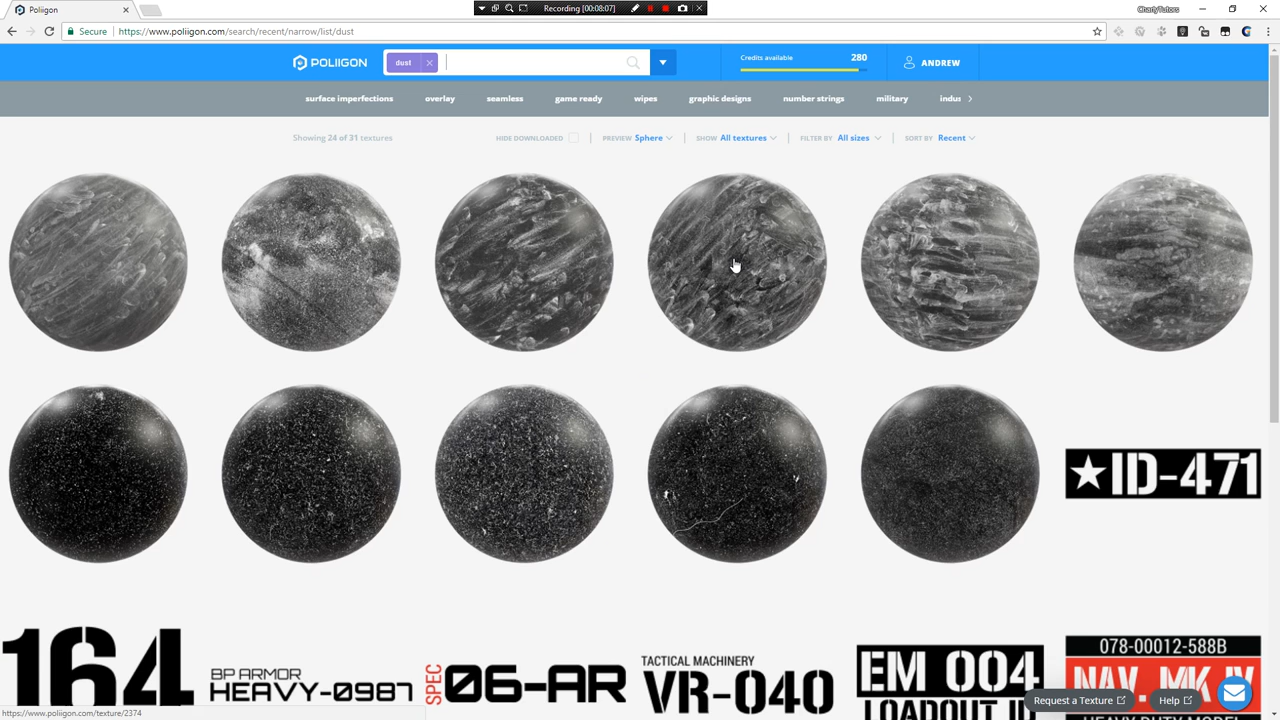 Poliigon
Recording [00:08:07]
CharlyTutors
Secure
https://www.poliigon.com/search/recent/narrow/list/dust
POLIIGON
dust
Credits available
280
ANDREW
surface imperfections
overlay
seamless
game ready
wipes
graphic designs
number strings
military
indus
Showing 24 of 31 textures
HIDE DOWNLOADED
PREVIEW Sphere
SHOW All textures
FILTER BY All sizes
SORT BY Recent
ID-471
164
BP ARMOR
HEAVY-0987
SPEC
06-AR
TACTICAL MACHINERY
VR-040
EM 004
LOADOUT ID
078-00012-588B
NAV. MK IV
HEAVY DUTY MODEL
Request a Texture
Help
https://www.poliigon.com/texture/2374